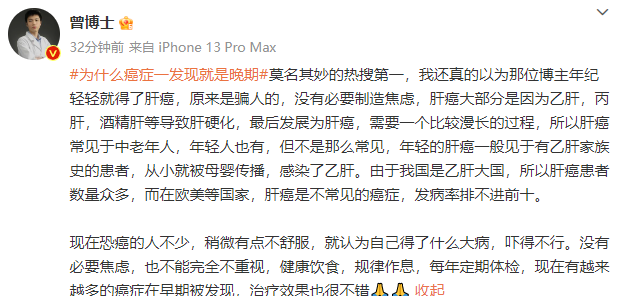 曾博士
32分钟前 来自 iPhone 13 Pro Max
#为什么癌症一发现就是晚期#莫名其妙的热搜第一，我还真的以为那位博主年纪
轻轻就得了肝癌，原来是骗人的，没有必要制造焦虑，肝癌大部分是因为乙肝，丙
肝，酒精肝等导致肝硬化，最后发展为肝癌，需要一个比较漫长的过程，所以肝癌
常见于中老年人，年轻人也有，但不是那么常见，年轻的肝癌一般见于有乙肝家族
史的患者，从小就被母婴传播，感染了乙肝。由于我国是乙肝大国，所以肝癌患者
数量众多，而在欧美等国家，肝癌是不常见的癌症，发病率排不进前十。
现在恐癌的人不少，稍微有点不舒服，就认为自己得了什么大病，吓得不行。没有
必要焦虑，也不能完全不重视，健康饮食，规律作息，每年定期体检，现在有越来
越多的癌症在早期被发现，治疗效果也很不错🙏🙏 收起